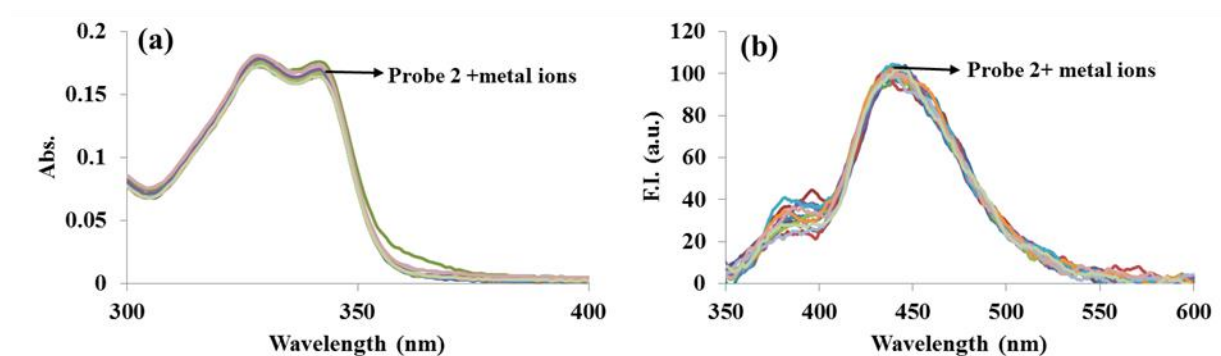 (a)
0.2
0.15
0.1
0.05
0
Abs.
Probe 2 +metal ions
300
350
400
Wavelength (nm)
(b)
120
100
80
60
40
20
0
F.I. (a.u.)
Probe 2+ metal ions
350
400
450
500
550
600
Wavelength (nm)